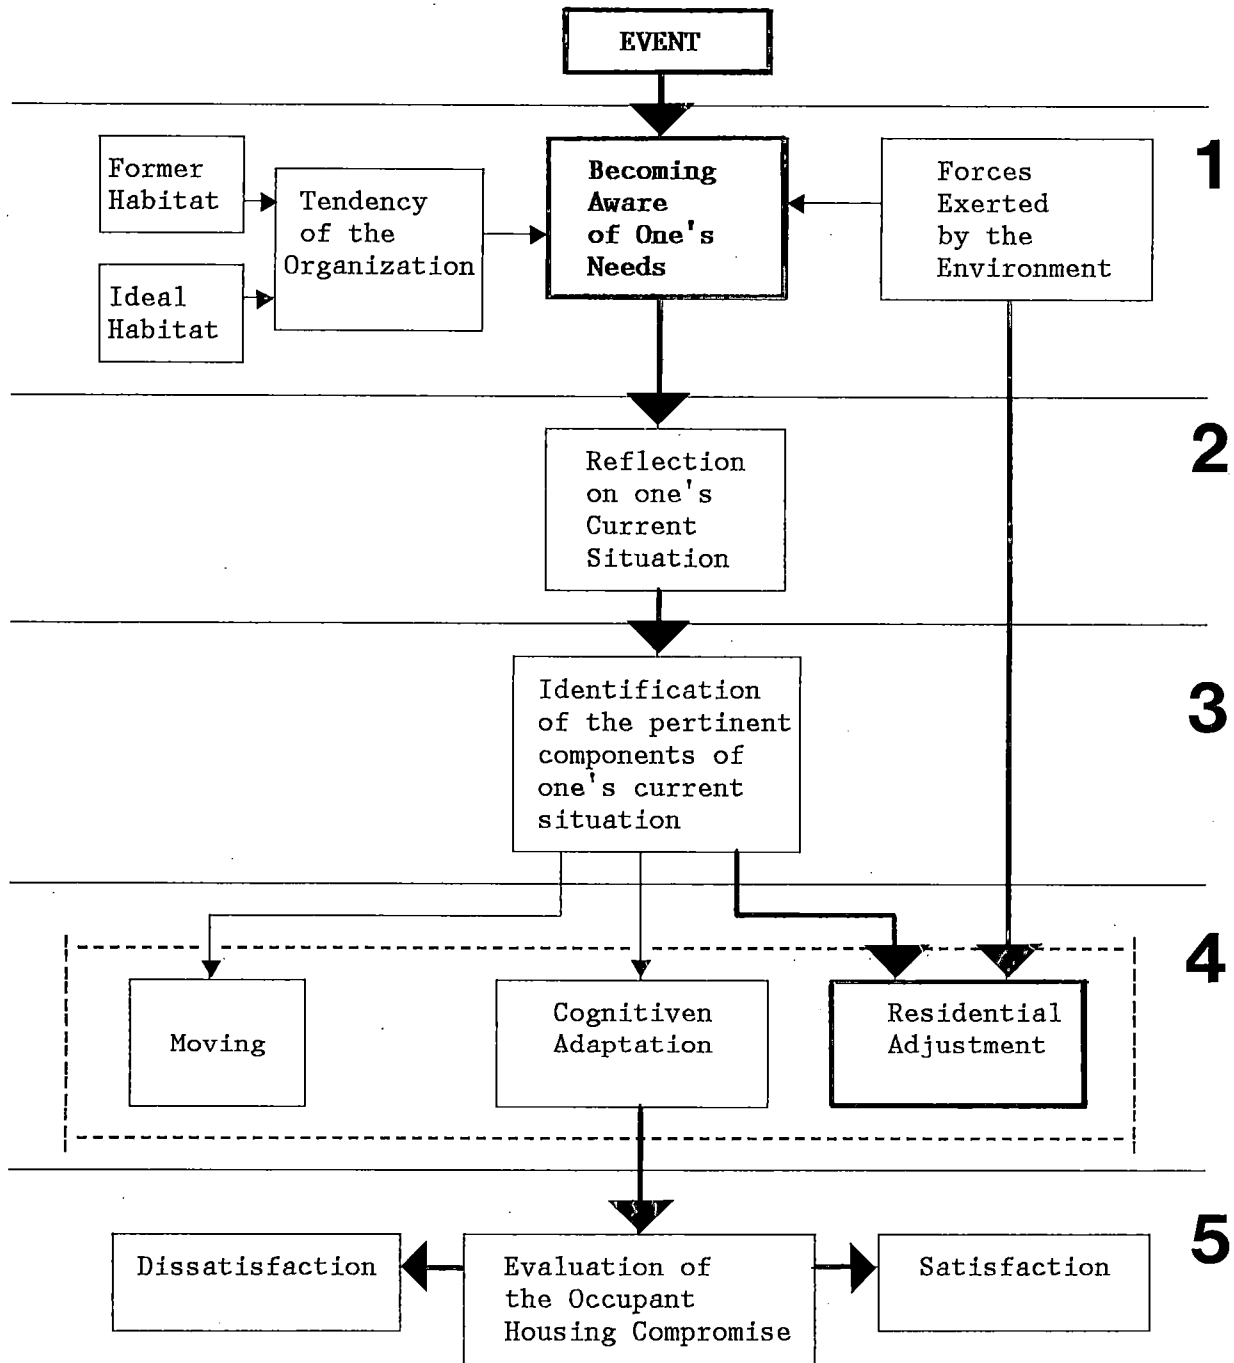 EVENT
1
Former
Habitat
Ideal
Habitat
Tendency
of the
Organization
Becoming
Aware
of One's
Needs
Forces
Exerted
by the
Environment
2
Reflection
on one's
Current
Situation
3
Identification
of the pertinent
components of
one's current
situation
4
Moving
Cognitiven
Adaptation
Residential
Adjustment
5
Dissatisfaction
Evaluation of
the Occupant
Housing Compromise
Satisfaction